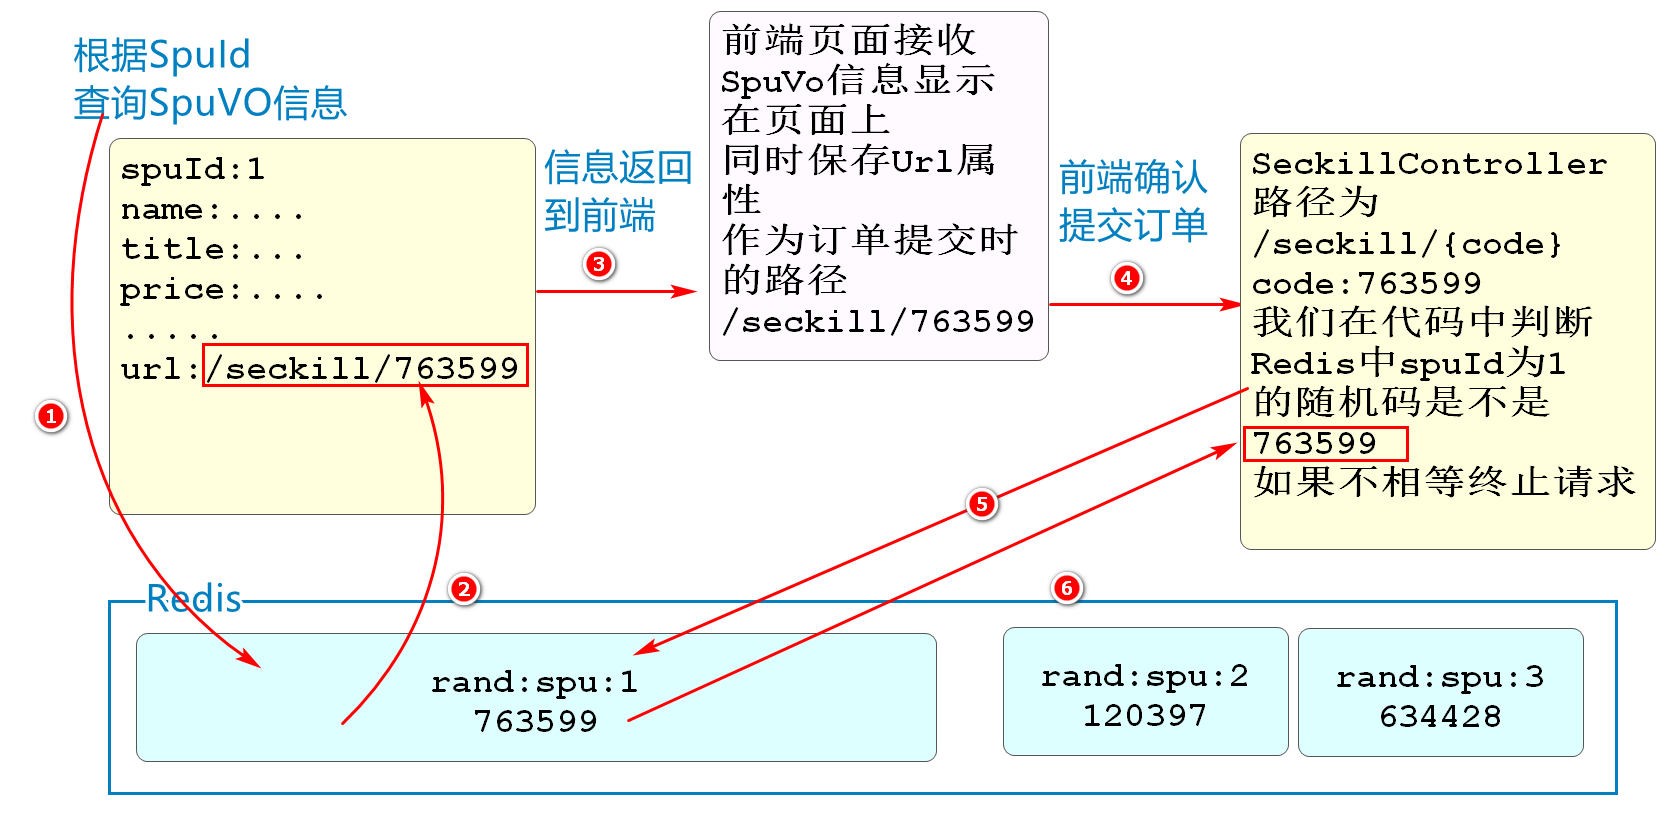 根据SpuId
查询SpuVO信息
spuId:1
name:....
title:...
price:....
.....
url:/seckill/763599
信息返回
到前端
前端页面接收
SpuVo信息显示
在页面上
同时保存Url属
性
作为订单提交时
的路径
/seckill/763599
前端确认
提交订单
SeckillController
路径为
/seckill/{code}
code:763599
我们在代码中判断
Redis中spuId为1
的随机码是不是
763599
如果不相等终止请求
1
2
3
4
5
6
Redis
rand:spu:1
763599
rand:spu:2
120397
rand:spu:3
634428